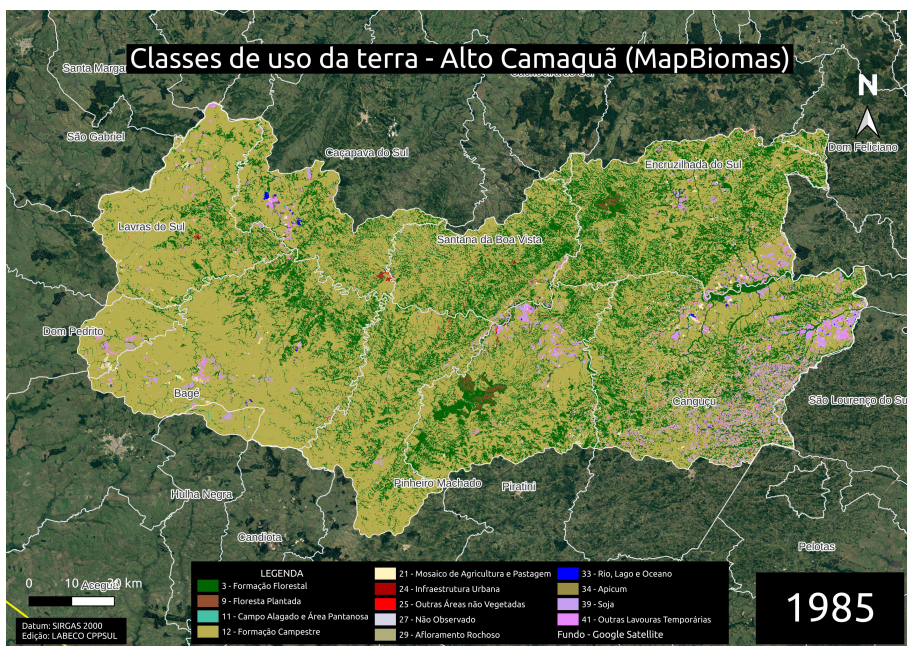 Classes de uso da terra - Alto Camaquã (MapBiomas)
Santa Marga
N
São Gabriel
Caçapava do Sul
Dom Feliciano
Encruzilhada do Sul
Lavras do Sul
Santana da Boa Vista
Dom Pedrito
Bagé
Canguçu
São Lourenço do Su
Pinheiro Machado
Piratini
Hulha Negra
Candiota
Pelotas
Aceguá
0 10 20 km
Datum: SIRGAS 2000
Edição: LABECO CPPSUL
LEGENDA
3 - Formação Florestal
9 - Floresta Plantada
11 - Campo Alagado e Área Pantanosa
12 - Formação Campestre
21 - Mosaico de Agricultura e Pastagem
24 - Infraestrutura Urbana
25 - Outras Áreas não Vegetadas
27 - Não Observado
29 - Afloramento Rochoso
33 - Rio, Lago e Oceano
34 - Apicum
39 - Soja
41 - Outras Lavouras Temporárias
Fundo - Google Satellite
1985